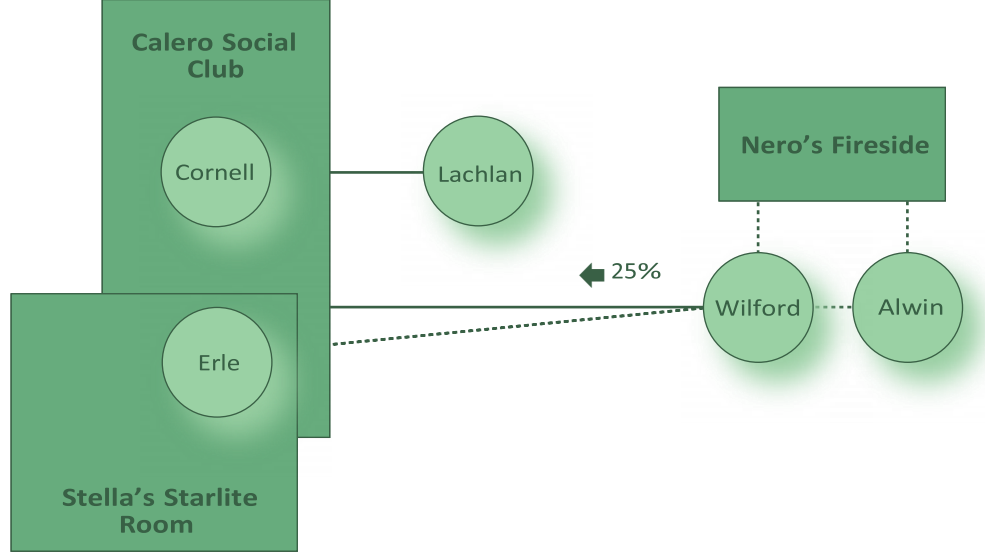 Calero Social
Club
Cornell
Lachlan
Nero's Fireside
25%
Wilford
Alwin
Erle
Stella's Starlite
Room